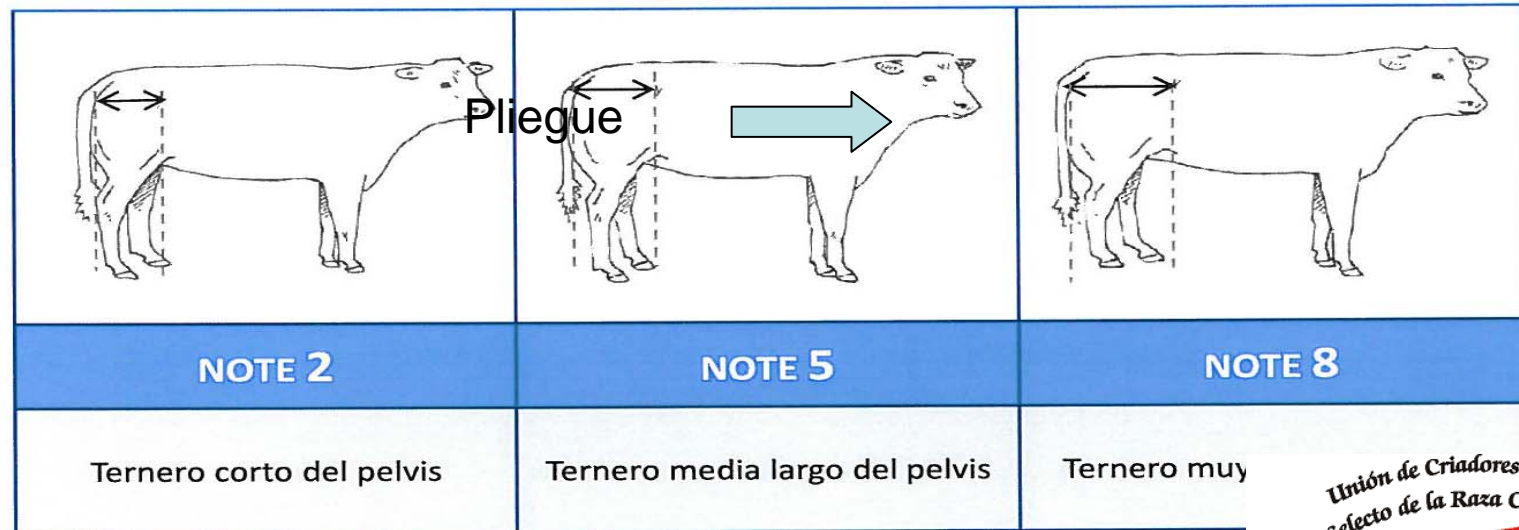 Pliegue
NOTE 2
NOTE 5
NOTE 8
Ternero corto del pelvis
Ternero media largo del pelvis
Ternero muy
Unión de Criadores
Selecto de la Raza C